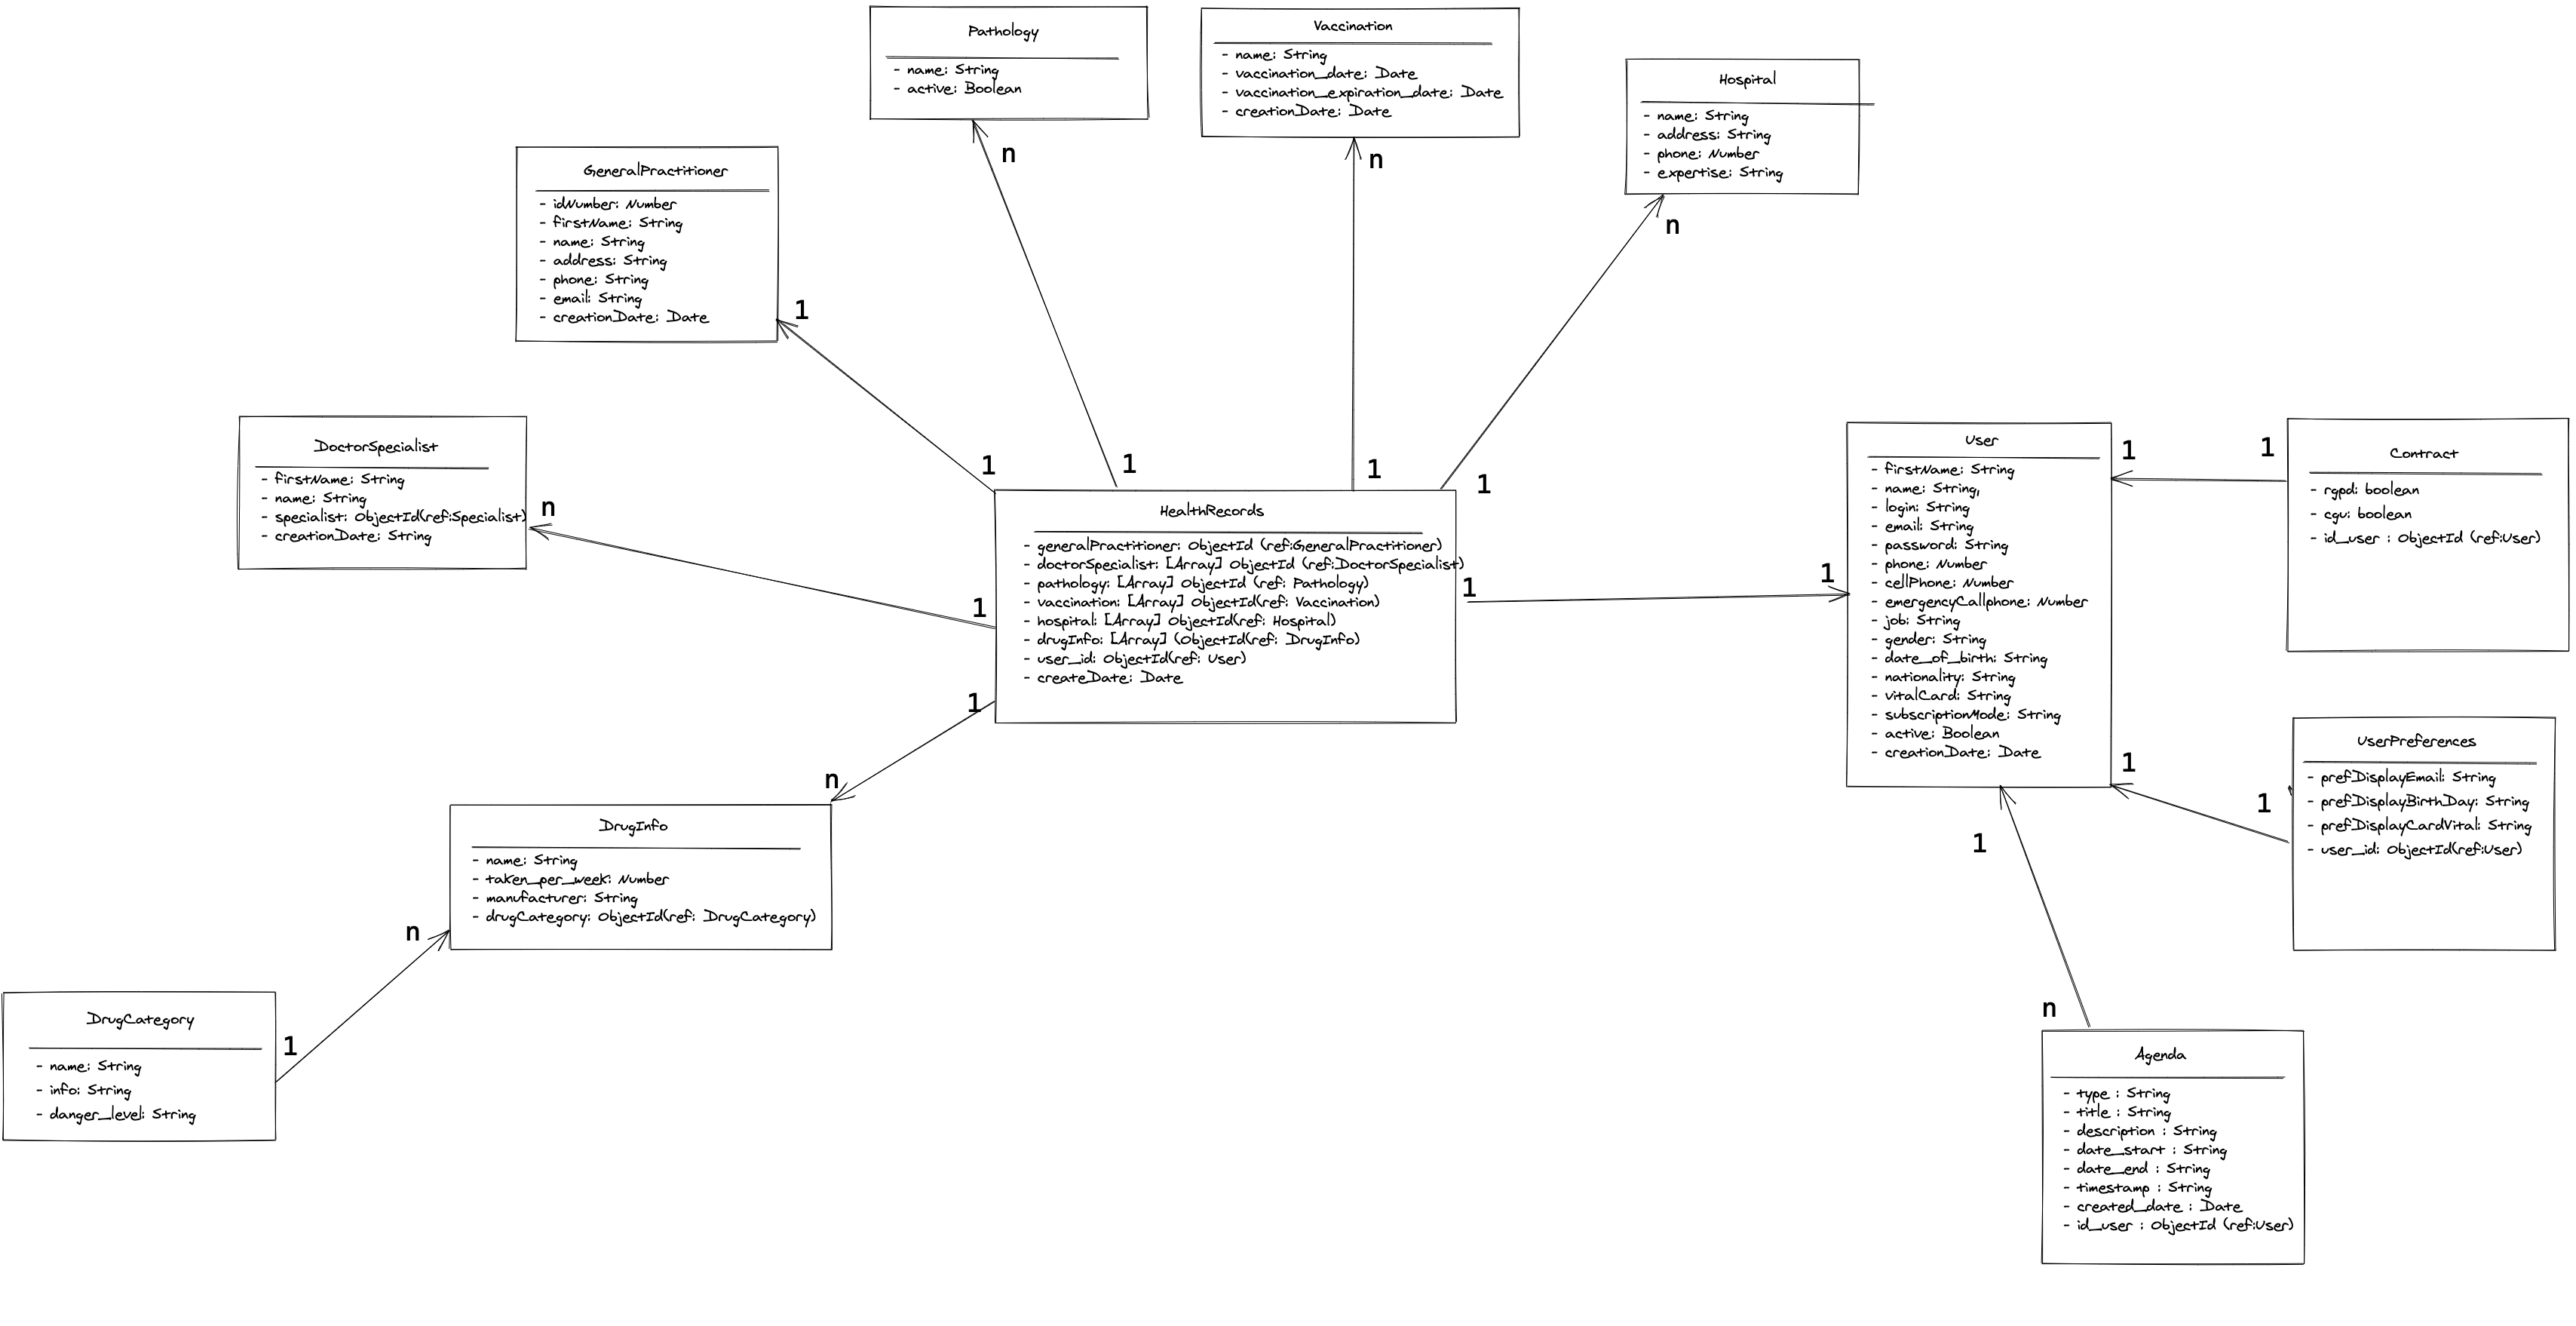 Pathology
- name: String
- active: Boolean
n
Vaccination
- name: String
- vaccination_date: Date
- vaccination_expiration_date: Date
- creationDate: Date
n
Hospital
- name: String
- address: String
- phone: Number
- expertise: String
n
GeneralPractitioner
- idNumber: Number
- firstName: String
- name: String
- address: String
- phone: String
- email: String
- creationDate: Date
1
1
1
1
1
DoctorSpecialist
- firstName: String
- name: String
- specialist: ObjectId(ref:Specialist)
- creationDate: String
n
1
HealthRecords
- generalPractitioner: ObjectId (ref:GeneralPractitioner)
- doctorSpecialist: [Array] ObjectId (ref:DoctorSpecialist)
- pathology: [Array] ObjectId (ref: Pathology)
- vaccination: [Array] ObjectId(ref: Vaccination)
- hospital: [Array] ObjectId(ref: Hospital)
- drugInfo: [Array] (ObjectId(ref: DrugInfo)
- user_id: ObjectId(ref: User)
- createDate: Date
1
1
1
User
- firstName: String
- name: String,
- login: String
- email: String
- password: String
- phone: Number
- cellPhone: Number
- emergencyCallphone: Number
- job: String
- gender: String
- date_of_birth: String
- nationality: String
- vitalCard: String
- subscriptionMode: String
- active: Boolean
- creationDate: Date
1
1
Contract
- rgpd: boolean
- cgu: boolean
- id_user : ObjectId (ref:User)
1
1
UserPreferences
- prefDisplayEmail: String
- prefDisplayBirthDay: String
- prefDisplayCardVital: String
- user_id: ObjectId(ref:User)
n
DrugInfo
- name: String
- taken_per_week: Number
- manufacturer: String
- drugCategory: ObjectId(ref: DrugCategory)
n
1
DrugCategory
- name: String
- info: String
- danger_level: String
1
n
Agenda
- type : String
- title : String
- description : String
- date_start : String
- date_end : String
- timestamp : String
- created_date : Date
- id_user : ObjectId (ref:User)